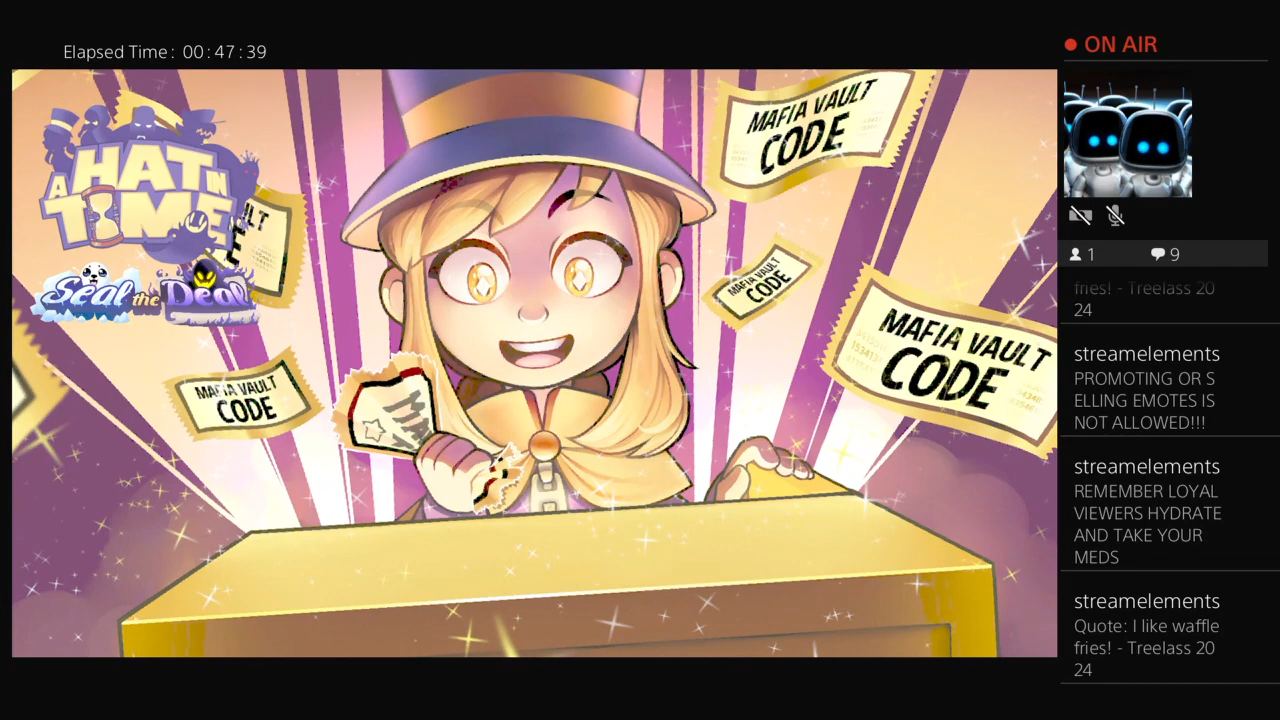 Elapsed Time: 00:47:39
ON AIR
A HAT IN TIME
Seal the Deal
MAFIA VAULT
CODE
MAFIA VAULT
CODE
MAFIA VAULT
CODE
MAFIA VAULT
CODE
1
9
fries! - Treelass 20
24
streamelements
PROMOTING OR S
ELLING EMOTES IS
NOT ALLOWED!!!
streamelements
REMEMBER LOYAL
VIEWERS HYDRATE
AND TAKE YOUR
MEDS
streamelements
Quote: I like waffle
fries! - Treelass 20
24